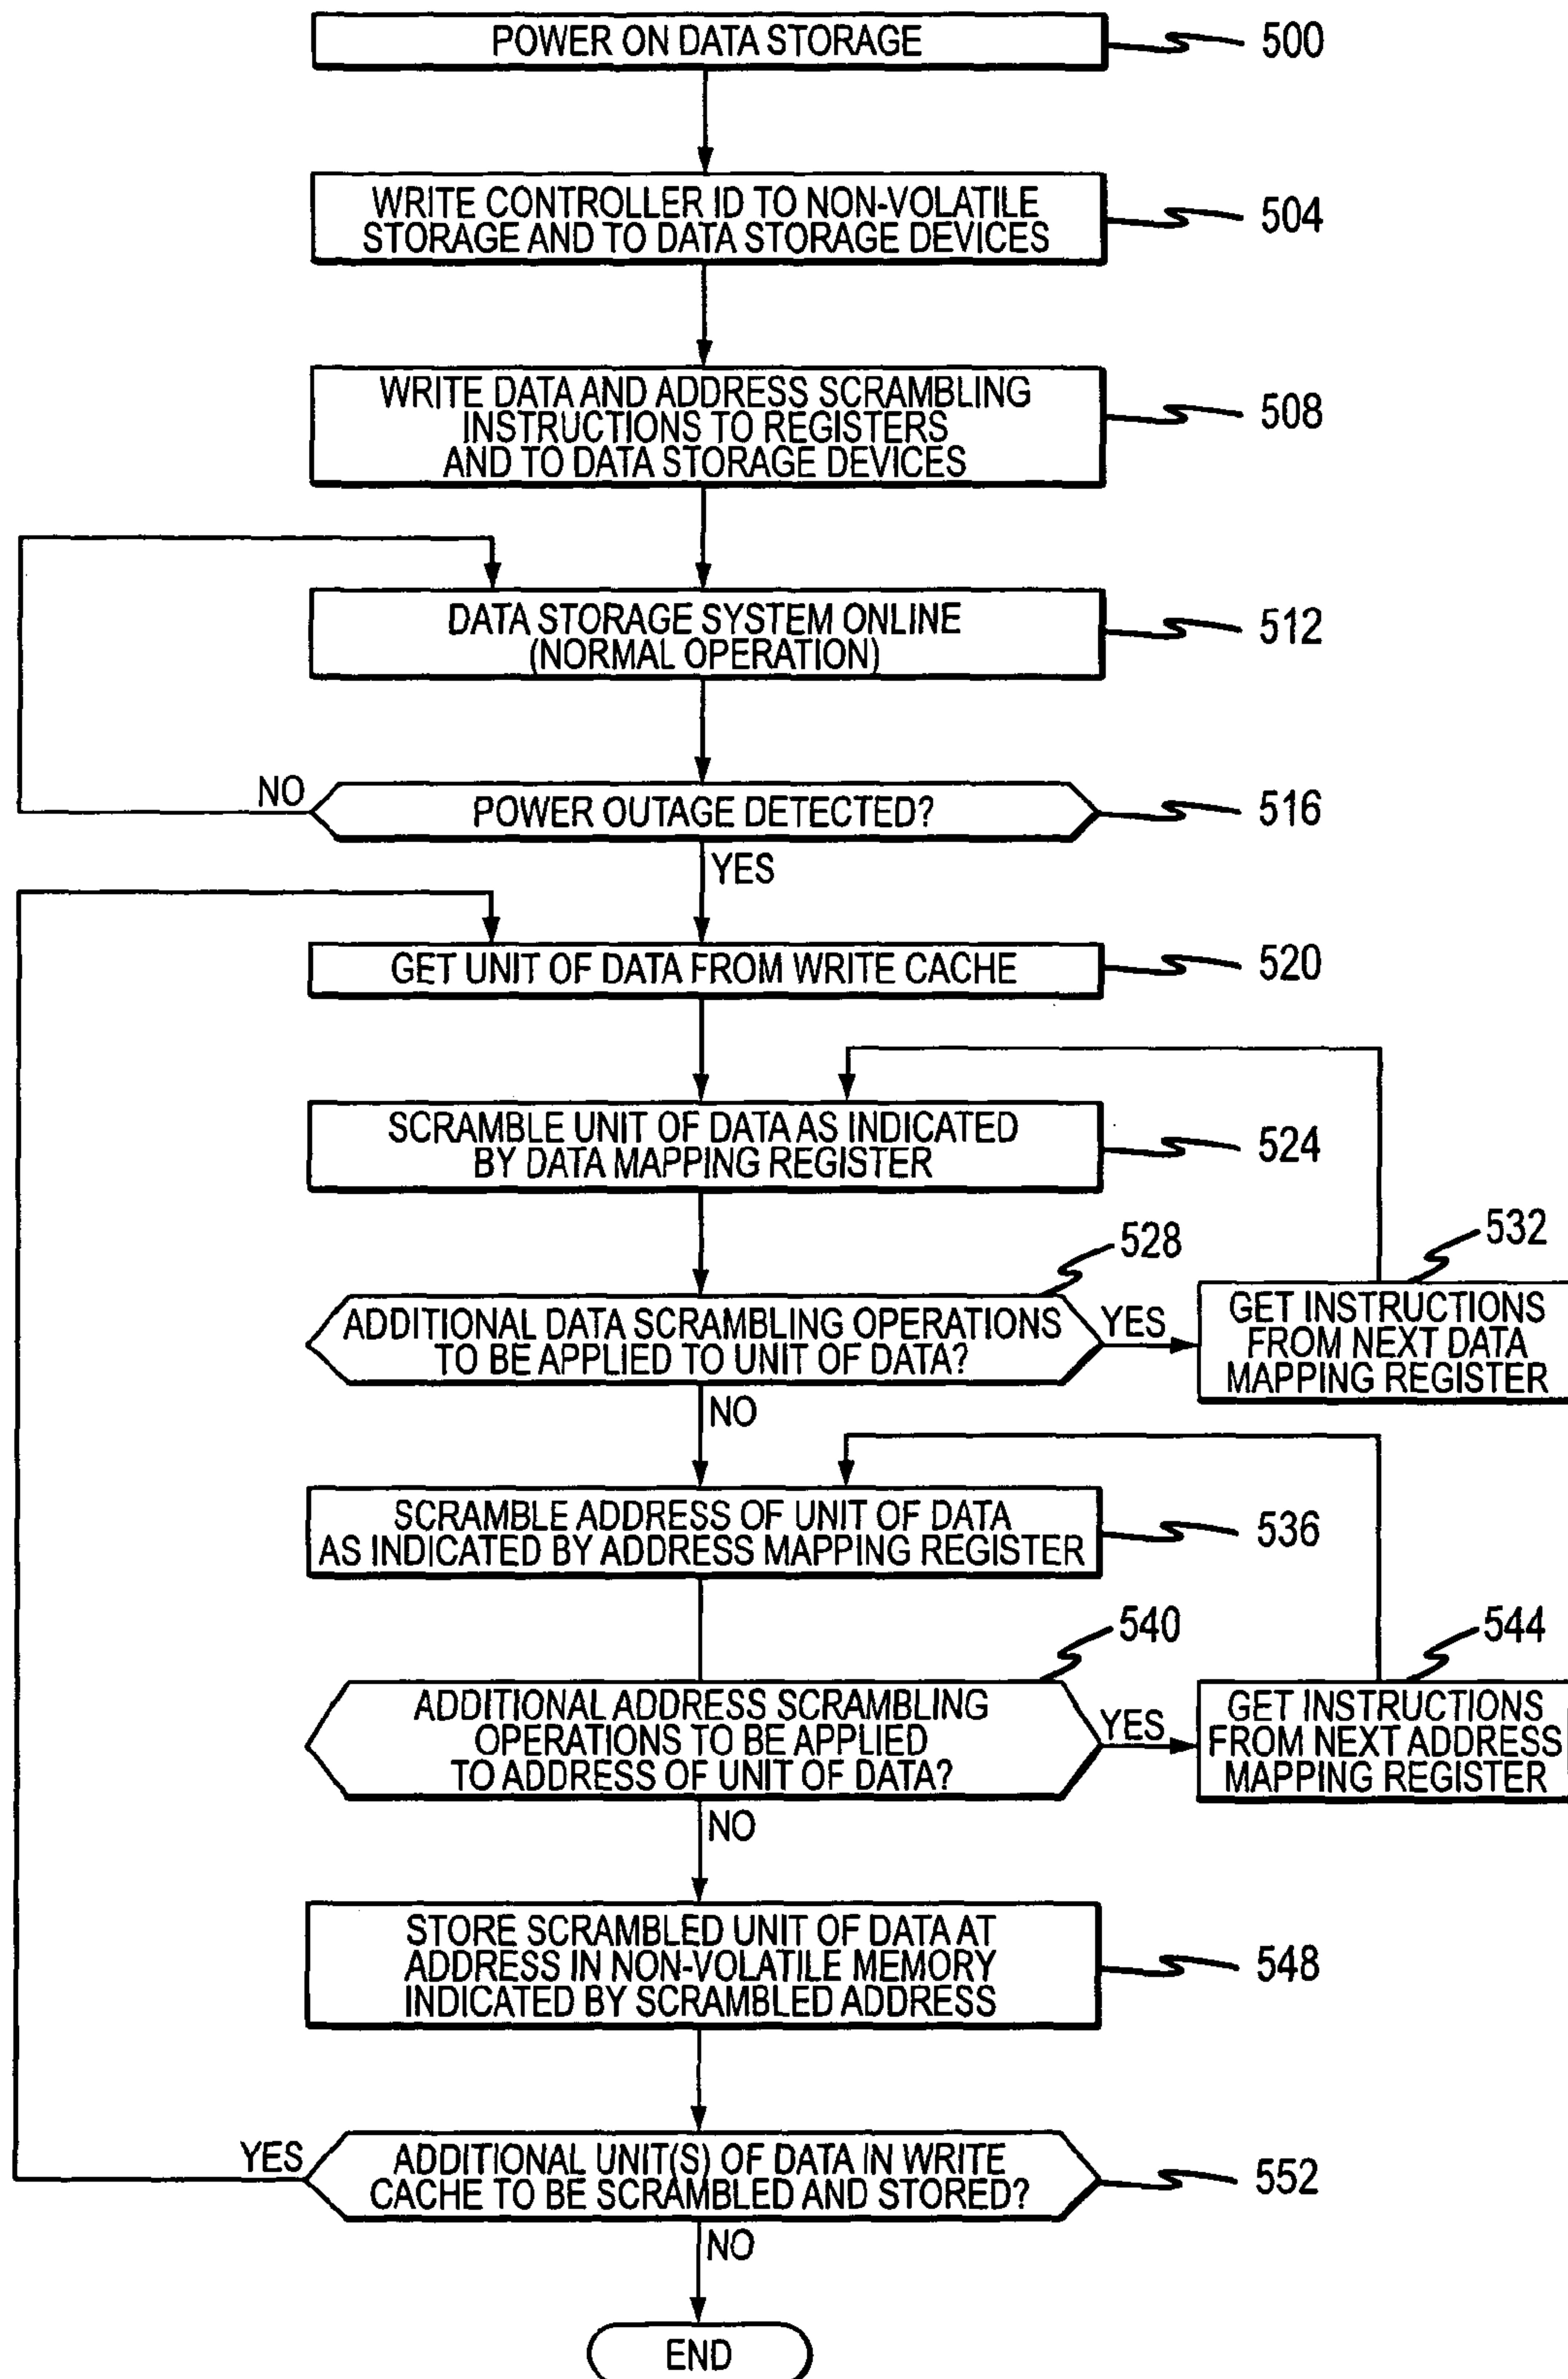 POWER ON DATA STORAGE
500
WRITE CONTROLLER ID TO NON-VOLATILE
STORAGE AND TO DATA STORAGE DEVICES
504
WRITE DATA AND ADDRESS SCRAMBLING
INSTRUCTIONS TO REGISTERS
AND TO DATA STORAGE DEVICES
508
DATA STORAGE SYSTEM ONLINE
(NORMAL OPERATION)
512
NO
POWER OUTAGE DETECTED?
516
YES
GET UNIT OF DATA FROM WRITE CACHE
520
SCRAMBLE UNIT OF DATA AS INDICATED
BY DATA MAPPING REGISTER
524
528
ADDITIONAL DATA SCRAMBLING OPERATIONS
TO BE APPLIED TO UNIT OF DATA?
YES
532
GET INSTRUCTIONS
FROM NEXT DATA
MAPPING REGISTER
NO
SCRAMBLE ADDRESS OF UNIT OF DATA
AS INDICATED BY ADDRESS MAPPING REGISTER
536
540
ADDITIONAL ADDRESS SCRAMBLING
OPERATIONS TO BE APPLIED
TO ADDRESS OF UNIT OF DATA?
YES
544
GET INSTRUCTIONS
FROM NEXT ADDRESS
MAPPING REGISTER
NO
STORE SCRAMBLED UNIT OF DATA AT
ADDRESS IN NON-VOLATILE MEMORY
INDICATED BY SCRAMBLED ADDRESS
548
YES
ADDITIONAL UNIT(S) OF DATA IN WRITE
CACHE TO BE SCRAMBLED AND STORED?
552
NO
END